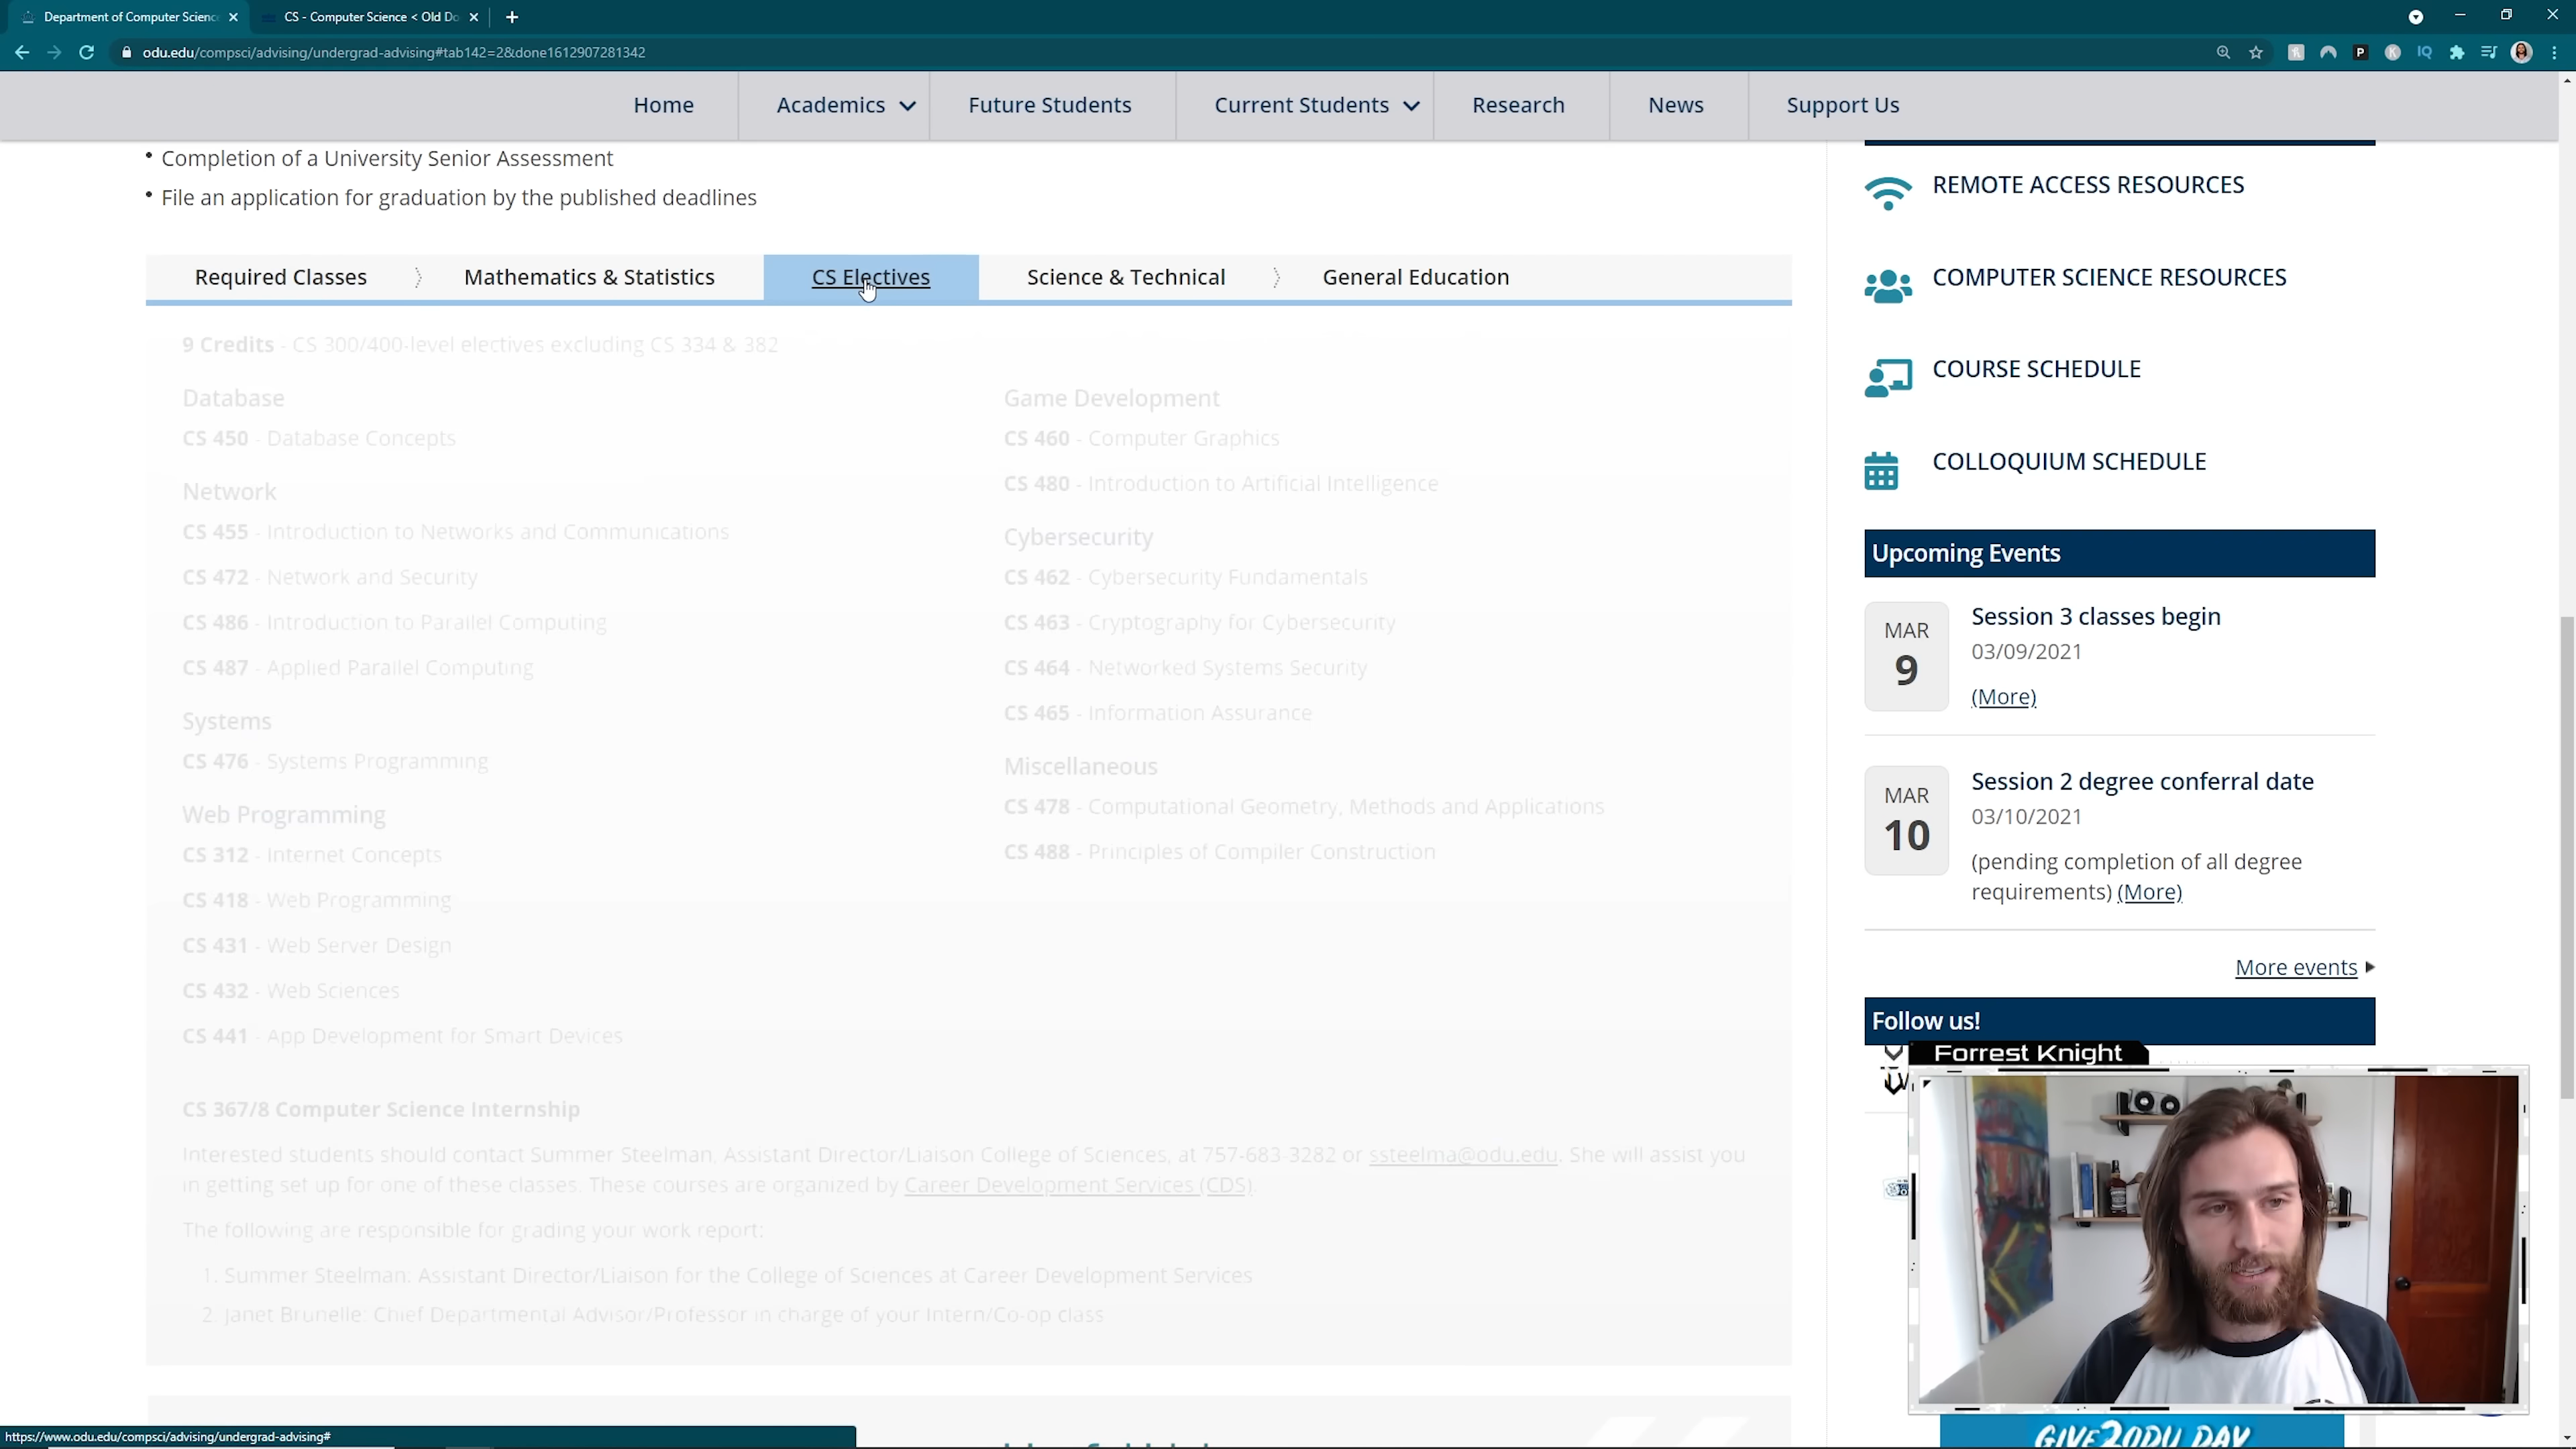 Department of Computer Scienc
CS - Computer Science < Old Do
odu.edu/compsci/advising/undergrad-advising#tab142=2&done1612907281342
Home
Academics
Future Students
Current Students
Research
News
Support Us
• Completion of a University Senior Assessment
• File an application for graduation by the published deadlines
Required Classes
Mathematics & Statistics
CS Electives
Science & Technical
General Education
9 Credits - CS 300/400-level electives excluding CS 334 & 382
Database
CS 450 - Database Concepts
Network
CS 455 - Introduction to Networks and Communications
CS 472 - Network and Security
CS 486 - Introduction to Parallel Computing
CS 487 - Applied Parallel Computing
Systems
CS 476 - Systems Programming
Web Programming
CS 312 - Internet Concepts
CS 418 - Web Programming
CS 431 - Web Server Design
CS 432 - Web Sciences
CS 441 - App Development for Smart Devices
Game Development
CS 460 - Computer Graphics
CS 480 - Introduction to Artificial Intelligence
Cybersecurity
CS 462 - Cybersecurity Fundamentals
CS 463 - Cryptography for Cybersecurity
CS 464 - Networked Systems Security
CS 465 - Information Assurance
Miscellaneous
CS 478 - Computational Geometry, Methods and Applications
CS 488 - Principles of Compiler Construction
CS 367/8 Computer Science Internship
Interested students should contact Summer Steelman, Assistant Director/Liaison College of Sciences, at 757-683-3282 or ssteelma@odu.edu. She will assist you
in getting set up for one of these classes. These courses are organized by Career Development Services (CDS)
The following are responsible for grading your work report:
1. Summer Steelman: Assistant Director/Liaison for the College of Sciences at Career Development Services
2. Janet Brunelle: Chief Departmental Advisor/Professor in charge of your Intern/Co-op class
REMOTE ACCESS RESOURCES
COMPUTER SCIENCE RESOURCES
COURSE SCHEDULE
COLLOQUIUM SCHEDULE
Upcoming Events
MAR
9
Session 3 classes begin
03/09/2021
(More)
MAR
10
Session 2 degree conferral date
03/10/2021
(pending completion of all degree
requirements) (More)
More events
Follow us!
Forrest Knight
GIVE2ODU DAY
https://www.odu.edu/compsci/advising/undergrad-advising#